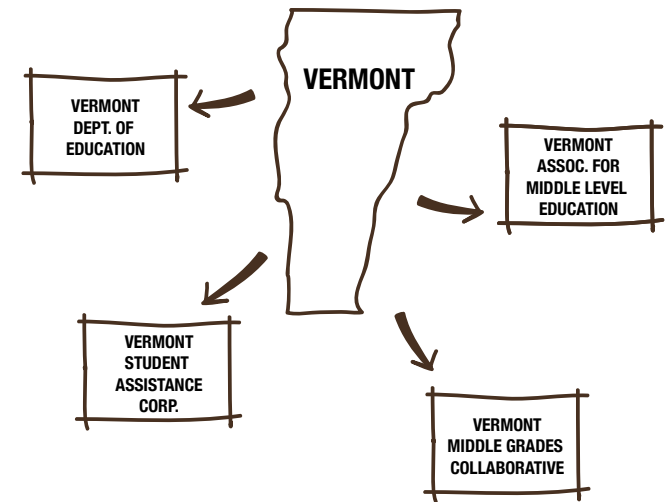 VERMONT
VERMONT
DEPT. OF
EDUCATION
VERMONT
ASSOC. FOR
MIDDLE LEVEL
EDUCATION
VERMONT
STUDENT
ASSISTANCE
CORP.
VERMONT
MIDDLE GRADES
COLLABORATIVE